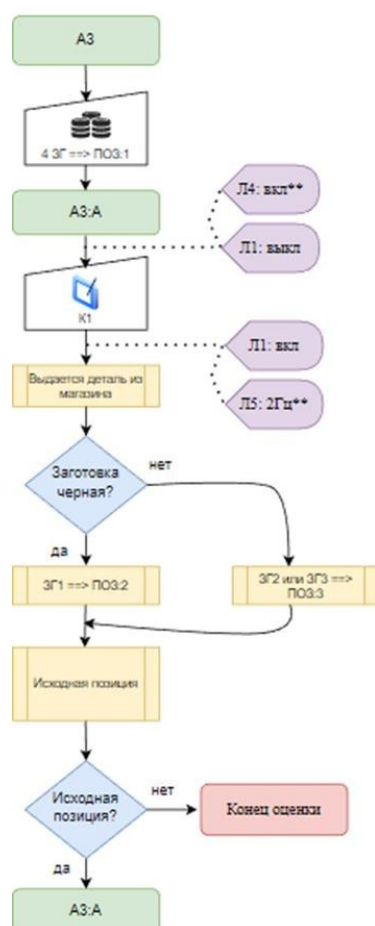 А3
4 ЗГ ==> ПОЗ:1
Л4: вкл**
А3:А
Л1: выкл
К1
Л1: вкл
Выдается деталь из
магазина
Л5: 2Гц**
Заготовка
черная?
нет
да
ЗГ1 ==> ПОЗ:2
ЗГ2 или ЗГ3 ==>
ПОЗ:3
Исходная позиция
Исходная
позиция?
нет
Конец оценки
да
А3:А